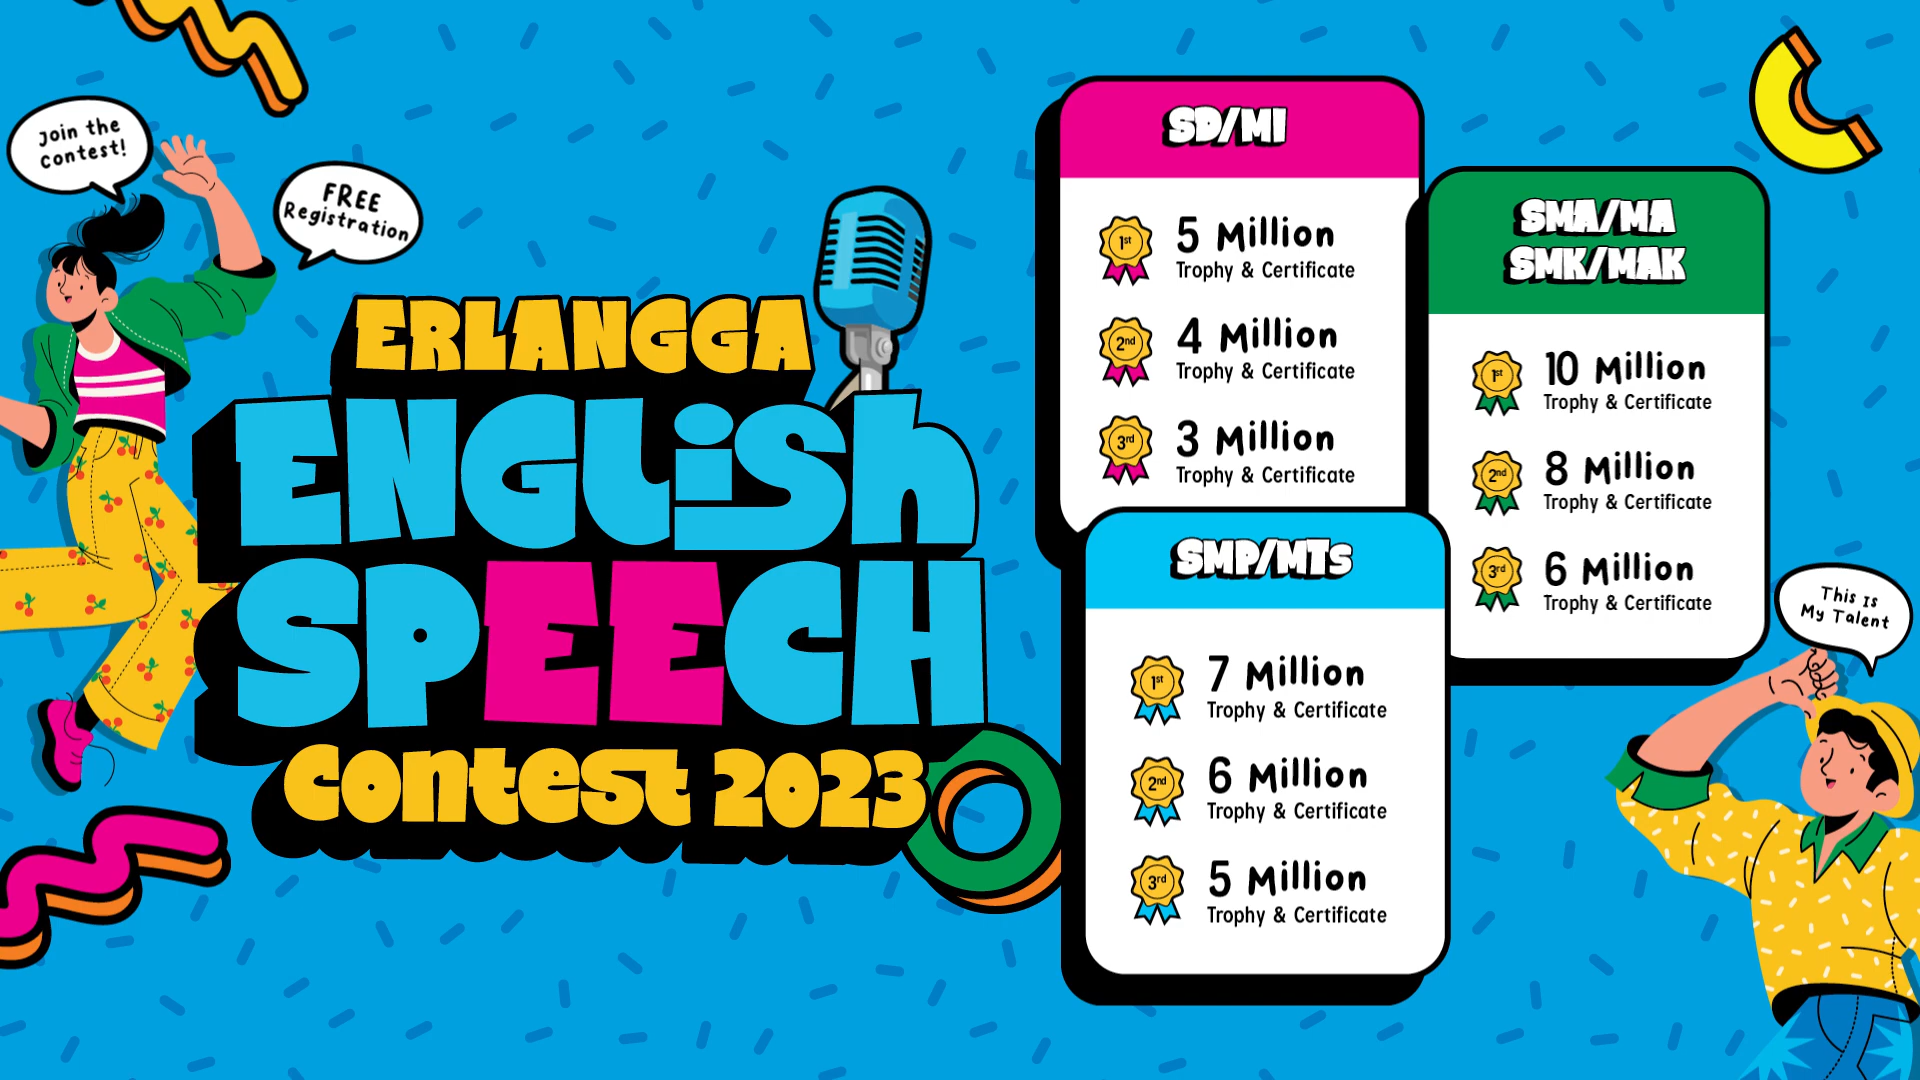 Join the
contest!
FREE
Registration
ERLANGGA
ENGLiSh
SPEECH
Contest 2023
SD/MI
1st
5 Million
Trophy & Certificate
2nd
4 Million
Trophy & Certificate
3rd
3 Million
Trophy & Certificate
SMA/MA
SMK/MAK
1st
10 Million
Trophy & Certificate
2nd
8 Million
Trophy & Certificate
3rd
6 Million
Trophy & Certificate
SMP/MTs
1st
7 Million
Trophy & Certificate
2nd
6 Million
Trophy & Certificate
3rd
5 Million
Trophy & Certificate
This Is
My Talent